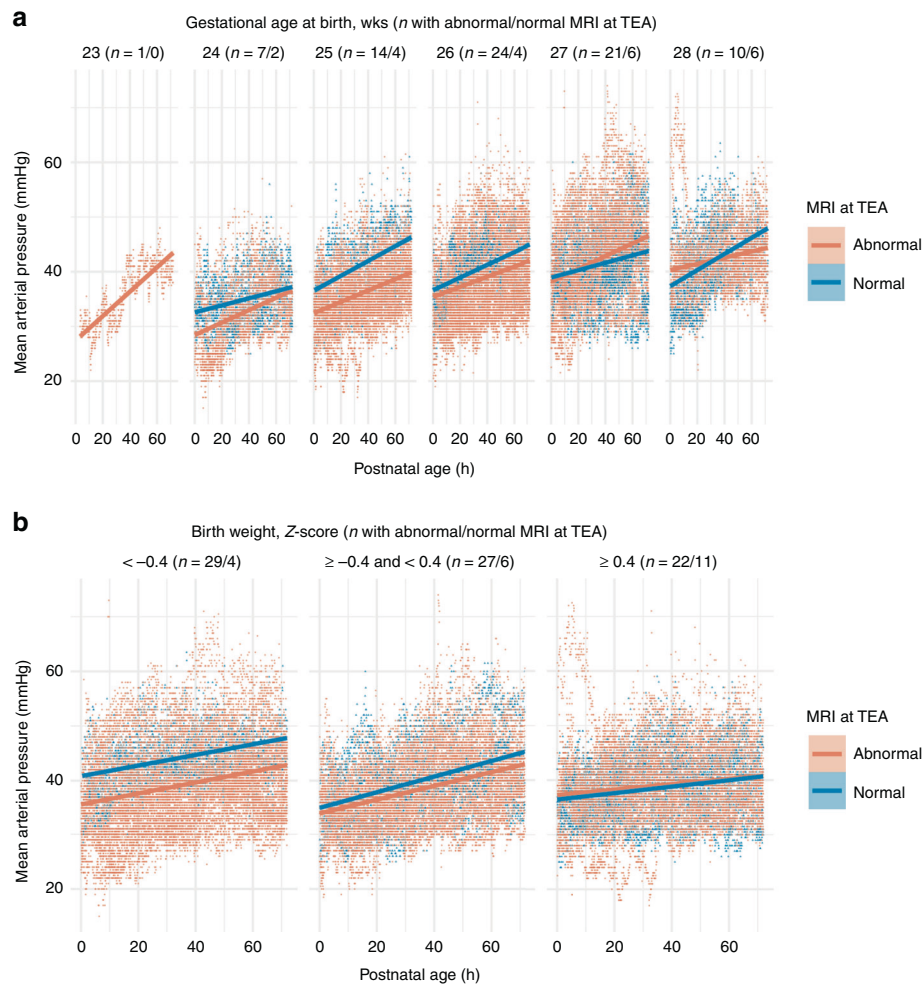 a
Gestational age at birth, wks (n with abnormal/normal MRI at TEA)
23 (n = 1/0) 24 (n = 7/2) 25 (n = 14/4) 26 (n = 24/4) 27 (n = 21/6) 28 (n = 10/6)
Mean arterial pressure (mmHg)
60
40
20
0 20 40 60 0 20 40 60 0 20 40 60 0 20 40 60 0 20 40 60 0 20 40 60
Postnatal age (h)
MRI at TEA
Abnormal
Normal
b
Birth weight, Z-score (n with abnormal/normal MRI at TEA)
< –0.4 (n = 29/4) ≥ –0.4 and < 0.4 (n = 27/6) ≥ 0.4 (n = 22/11)
Mean arterial pressure (mmHg)
60
40
20
0 20 40 60 0 20 40 60 0 20 40 60
Postnatal age (h)
MRI at TEA
Abnormal
Normal